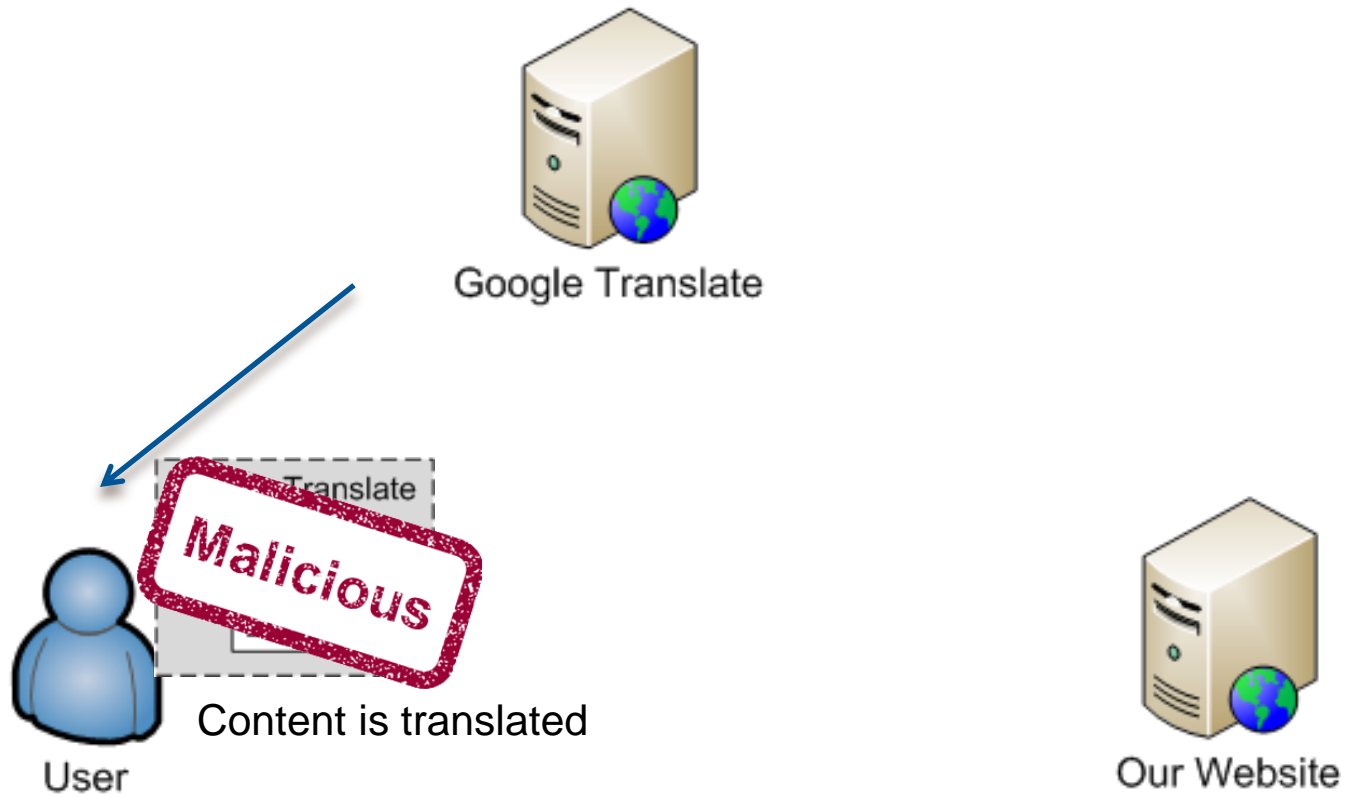 Google Translate
Translate
Malicious
Content is translated
User
Our Website